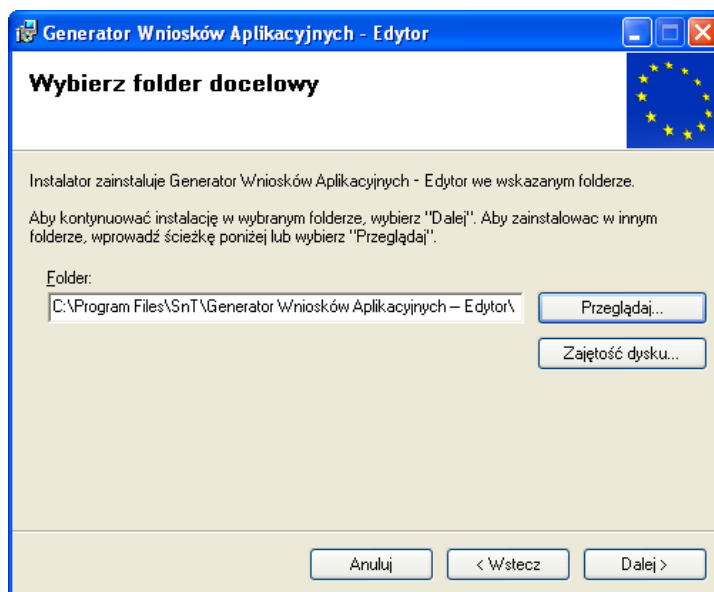 Generator Wniosków Aplikacyjnych - Edytor
Wybierz folder docelowy
Instalator zainstaluje Generator Wniosków Aplikacyjnych - Edytor we wskazanym folderze.
Aby kontynuować instalację w wybranym folderze, wybierz "Dalej". Aby zainstalowac w innym
folderze, wprowadź ścieżkę poniżej lub wybierz "Przeglądaj".
Folder:
C:\Program Files\SnT\Generator Wniosków Aplikacyjnych – Edytor\
Przeglądaj...
Zajętość dysku...
Anuluj
< Wstecz
Dalej >